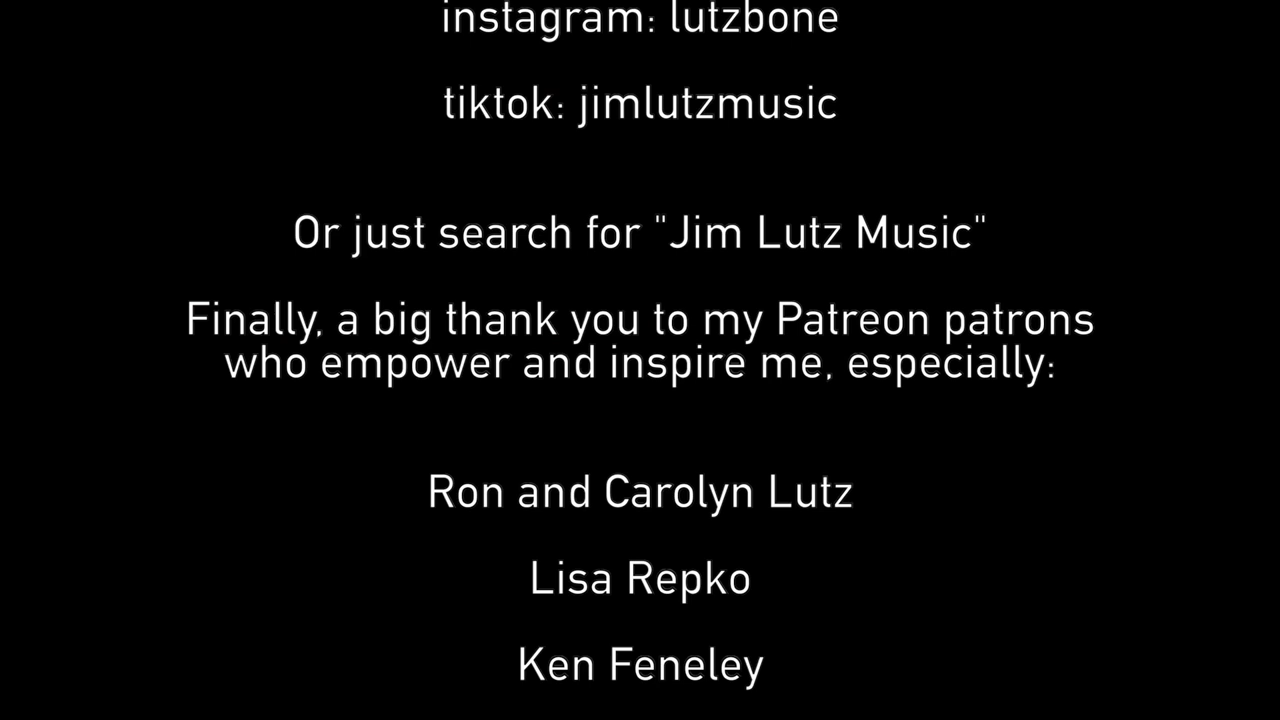 instagram: lutzbone
tiktok: jimlutzmusic
Or just search for "Jim Lutz Music"
Finally, a big thank you to my Patreon patrons
who empower and inspire me, especially:
Ron and Carolyn Lutz
Lisa Repko
Ken Feneley